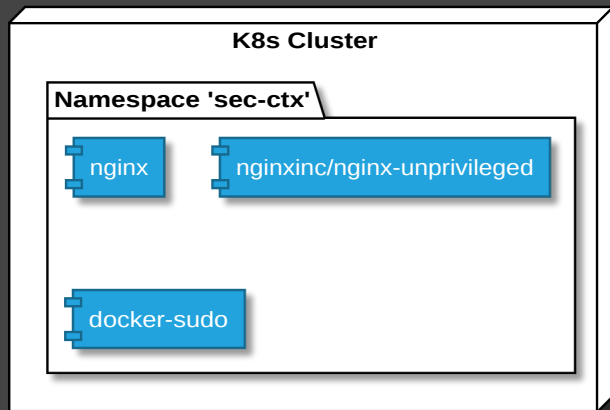 K8s Cluster
Namespace 'sec-ctx'
nginx
nginxinc/nginx-unprivileged
docker-sudo